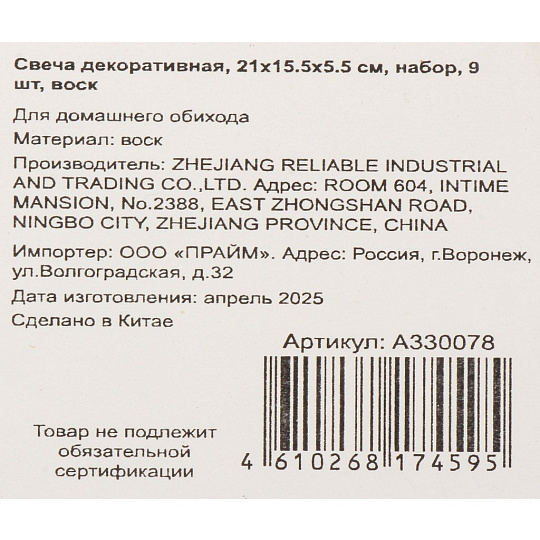 Свеча декоративная, 21х15.5х5.5 см, набор, 9
шт, воск
Для домашнего обихода
Материал: воск
Производитель: ZHEJIANG RELIABLE INDUSTRIAL
AND TRADING CO.,LTD. Адрес: ROOM 604, INTIME
MANSION, No.2388, EAST ZHONGSHAN ROAD,
NINGBO CITY, ZHEJIANG PROVINCE, CHINA
Импортер: ООО «ПРАЙМ». Адрес: Россия, г.Воронеж,
ул.Волгоградская, д.32
Дата изготовления: апрель 2025
Сделано в Китае
Артикул: А330078
Товар не подлежит
обязательной
сертификации
4 610268 174595